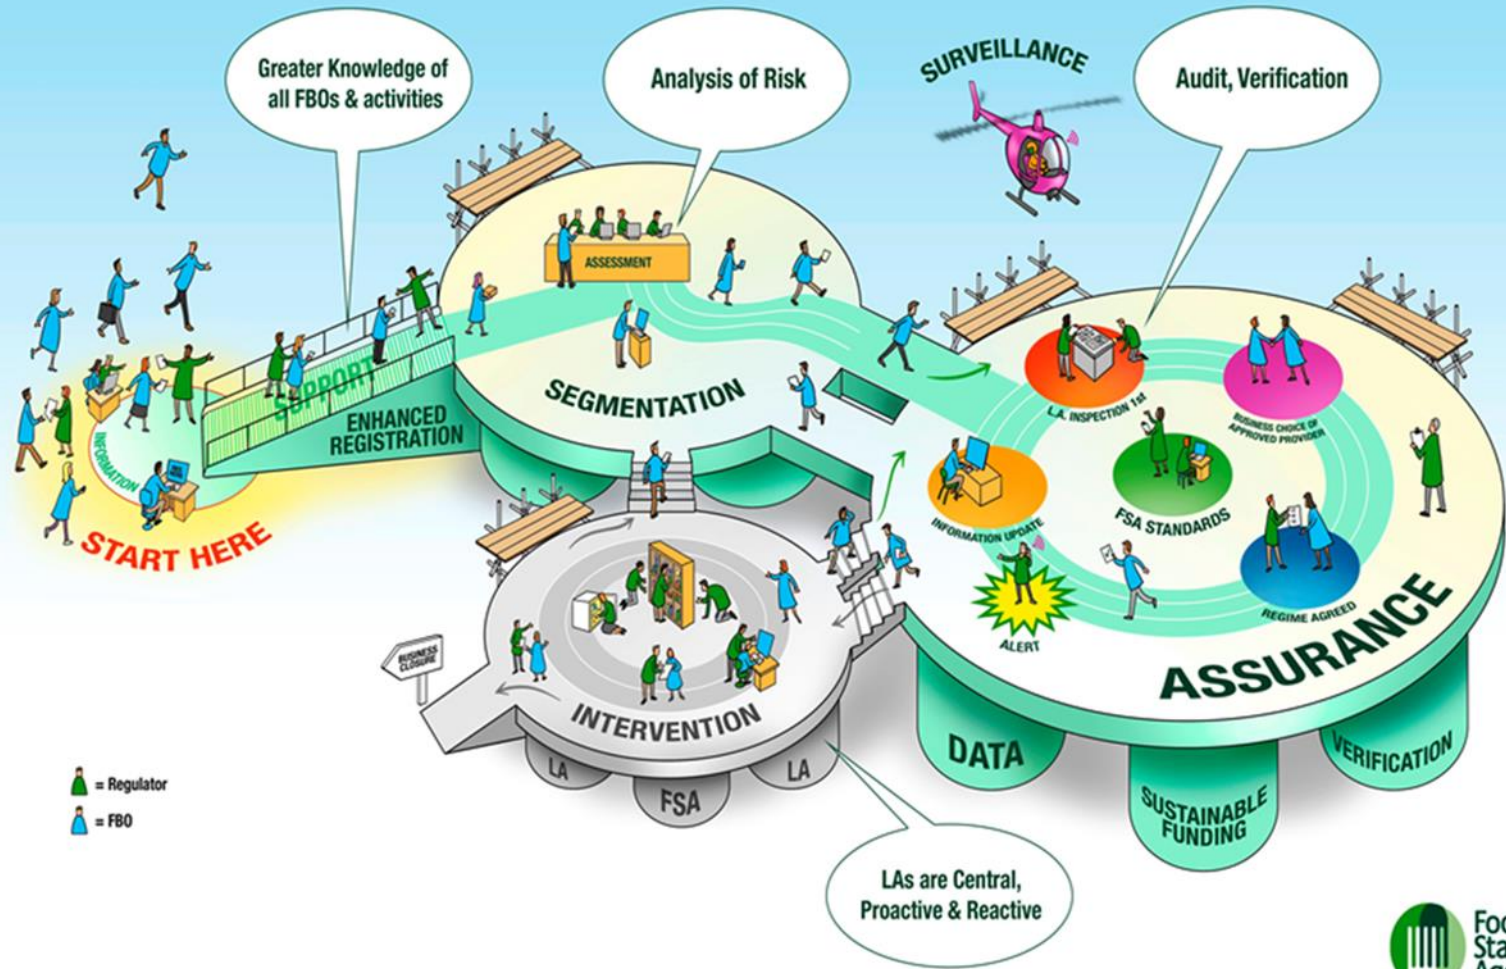 Greater Knowledge of
all FBOs & activities
Analysis of Risk
SURVEILLANCE
Audit, Verification
ASSESSMENT
SUPPORT
ENHANCED
REGISTRATION
INFORMATION
START HERE
SEGMENTATION
L.A. INSPECTION 1st
BUSINESS CHOICE OF
APPROVED PROVIDER
INFORMATION UPDATE
FSA STANDARDS
REGIME AGREED
ALERT
ASSURANCE
BUSINESS
CLOSURE
INTERVENTION
LA
FSA
LA
DATA
SUSTAINABLE
FUNDING
VERIFICATION
= Regulator
= FBO
LAs are Central,
Proactive & Reactive